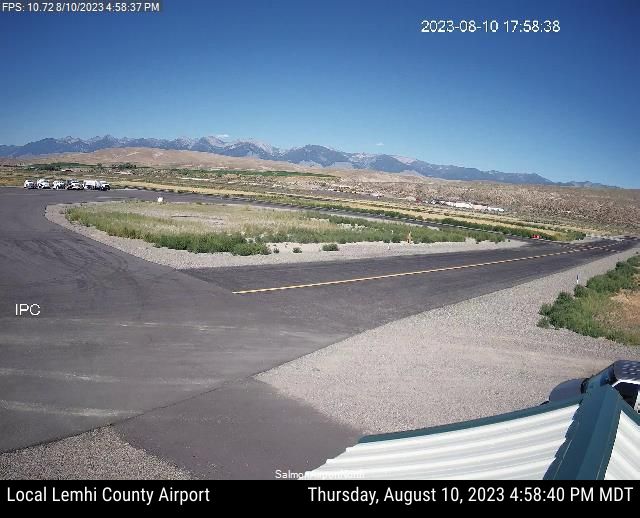 FPS: 10.72 8/10/2023 4:58:37 PM
2023-08-10 17:58:38
IPC
Local Lemhi County Airport
Thursday, August 10, 2023 4:58:40 PM MDT